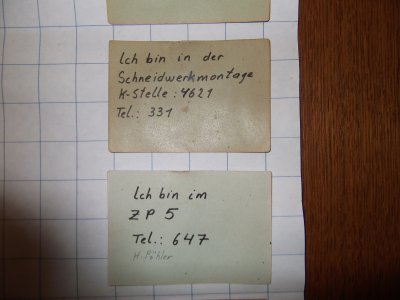 Ich bin in der
Schneidwerkmontage
K-Stelle: 4621
Tel.: 331
Ich bin im
ZP 5
Tel.: 647
H. Pöhler